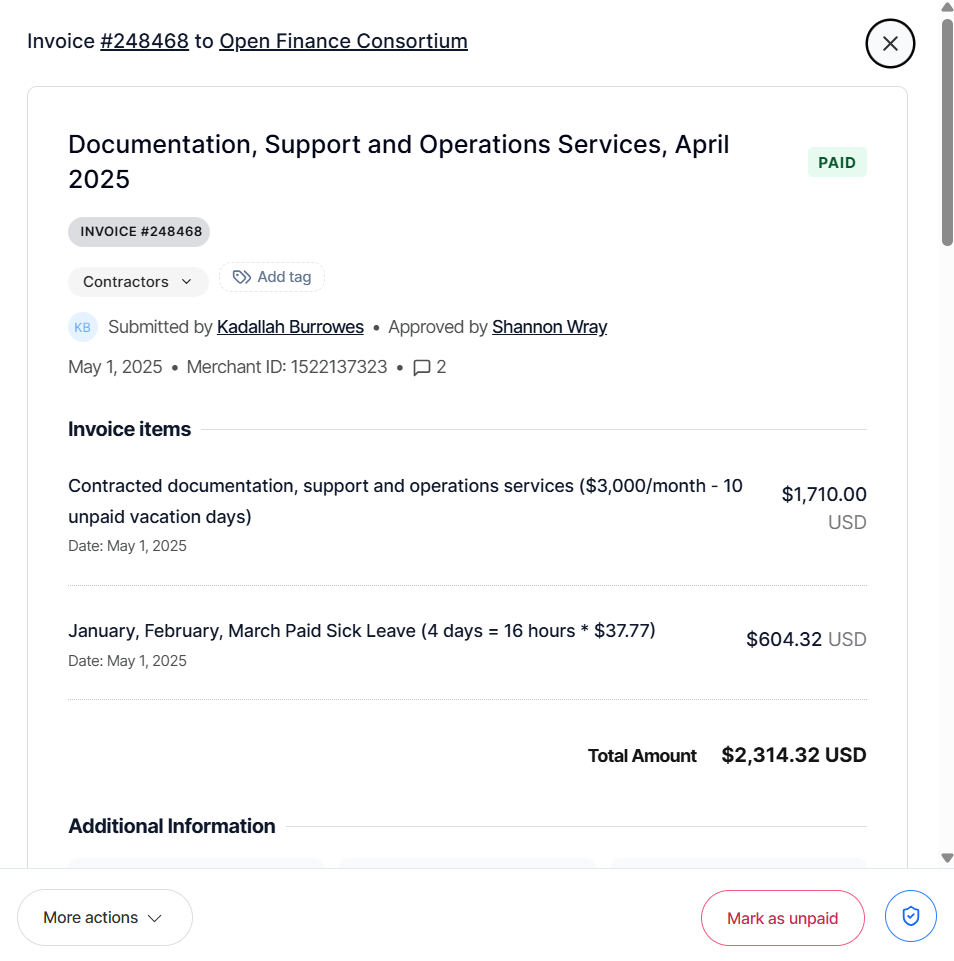 Invoice #248468 to Open Finance Consortium
Documentation, Support and Operations Services, April
2025
PAID
INVOICE #248468
Contractors
Add tag
KB
Submitted by Kadallah Burrowes • Approved by Shannon Wray
May 1, 2025 • Merchant ID: 1522137323 • 2
Invoice items
Contracted documentation, support and operations services ($3,000/month - 10
unpaid vacation days)
$1,710.00
USD
Date: May 1, 2025
January, February, March Paid Sick Leave (4 days = 16 hours * $37.77)
$604.32 USD
Date: May 1, 2025
Total Amount $2,314.32 USD
Additional Information
More actions
Mark as unpaid